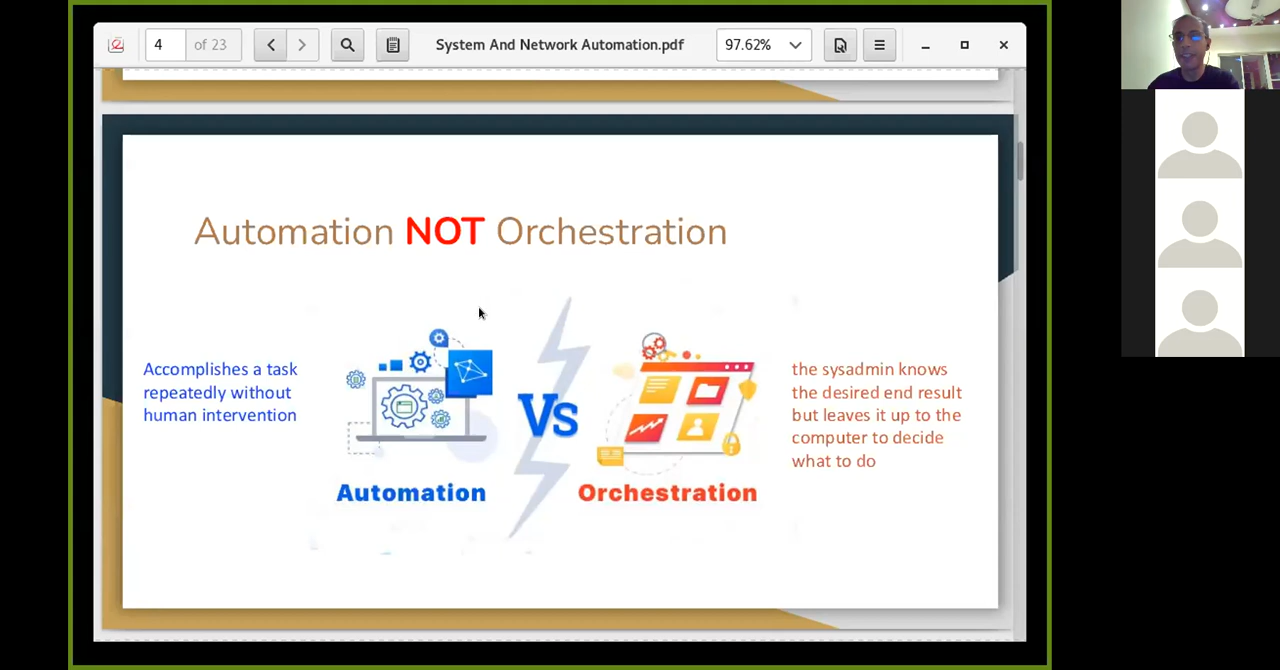 4
of 23
System And Network Automation.pdf
97.62%
Automation NOT Orchestration
Accomplishes a task
repeatedly without
human intervention
Vs
Automation
Orchestration
the sysadmin knows
the desired end result
but leaves it up to the
computer to decide
what to do